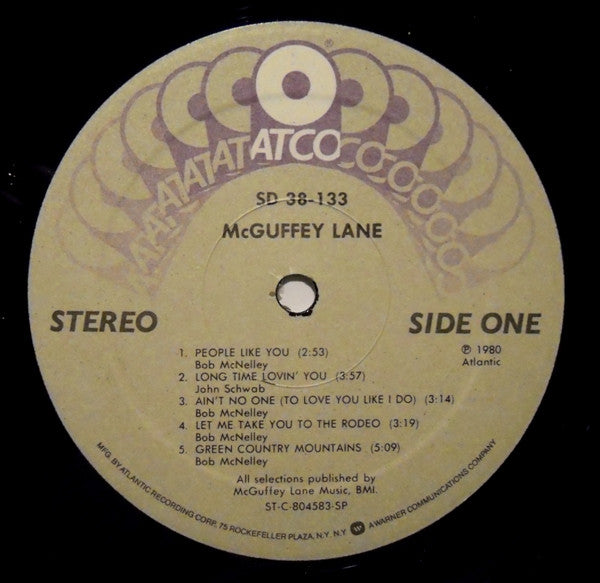 ATCO
®
SD 38-133
McGUFFEY LANE
STEREO
SIDE ONE
℗ 1980
Atlantic
1. PEOPLE LIKE YOU (2:53)
Bob McNelley
2. LONG TIME LOVIN' YOU (3:57)
John Schwab
3. AIN'T NO ONE (TO LOVE YOU LIKE I DO) (3:14)
Bob McNelley
4. LET ME TAKE YOU TO THE RODEO (3:19)
Bob McNelley
5. GREEN COUNTRY MOUNTAINS (5:09)
Bob McNelley
All selections published by
McGuffey Lane Music, BMI.
ST-C-804583-SP
MFG. BY ATLANTIC RECORDING CORP., 75 ROCKEFELLER PLAZA, N.Y. N.Y. A WARNER COMMUNICATIONS COMPANY